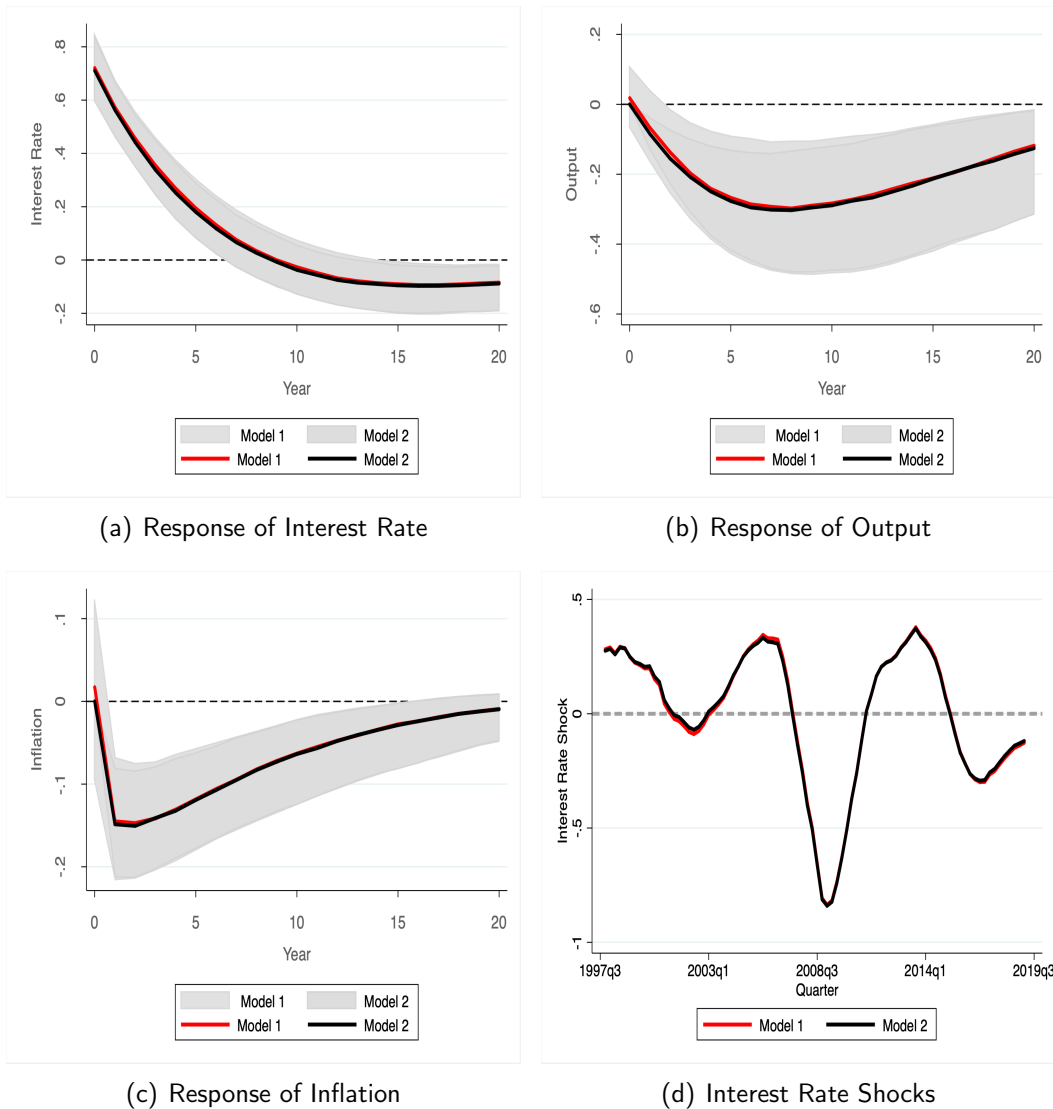 .8
.6
.4
.2
0
-.2
Interest Rate
0 5 10 15 20
Year
Model 1 Model 2
Model 1 Model 2
(a) Response of Interest Rate
.2
0
-.2
-.4
-.6
Output
0 5 10 15 20
Year
Model 1 Model 2
Model 1 Model 2
(b) Response of Output
.1
0
-.1
-.2
Inflation
0 5 10 15 20
Year
Model 1 Model 2
Model 1 Model 2
(c) Response of Inflation
.5
0
-.5
-1
Interest Rate Shock
1997q3 2003q1 2008q3 2014q1 2019q3
Quarter
Model 1 Model 2
(d) Interest Rate Shocks